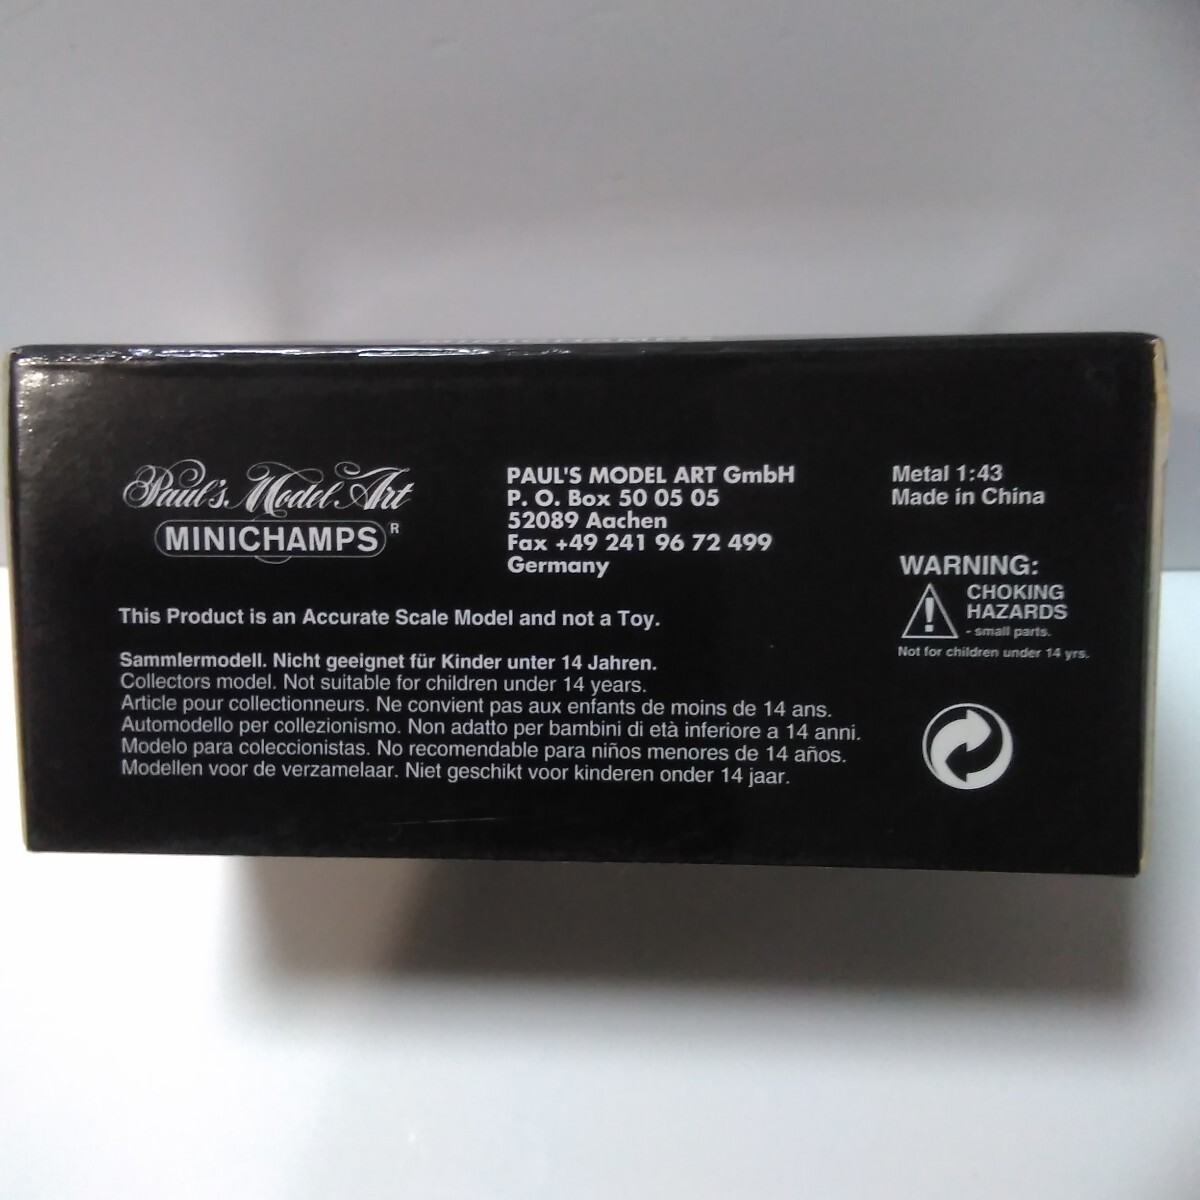 Paul's Model Art
MINICHAMPS R
PAUL'S MODEL ART GmbH
P. O. Box 50 05 05
52089 Aachen
Fax +49 241 96 72 499
Germany
Metal 1:43
Made in China
WARNING:
CHOKING
HAZARDS
- small parts.
Not for children under 14 yrs.
This Product is an Accurate Scale Model and not a Toy.
Sammlermodell. Nicht geeignet für Kinder unter 14 Jahren.
Collectors model. Not suitable for children under 14 years.
Article pour collectionneurs. Ne convient pas aux enfants de moins de 14 ans.
Automodello per collezionismo. Non adatto per bambini di età inferiore a 14 anni.
Modelo para coleccionistas. No recomendable para niños menores de 14 años.
Modellen voor de verzamelaar. Niet geschikt voor kinderen onder 14 jaar.